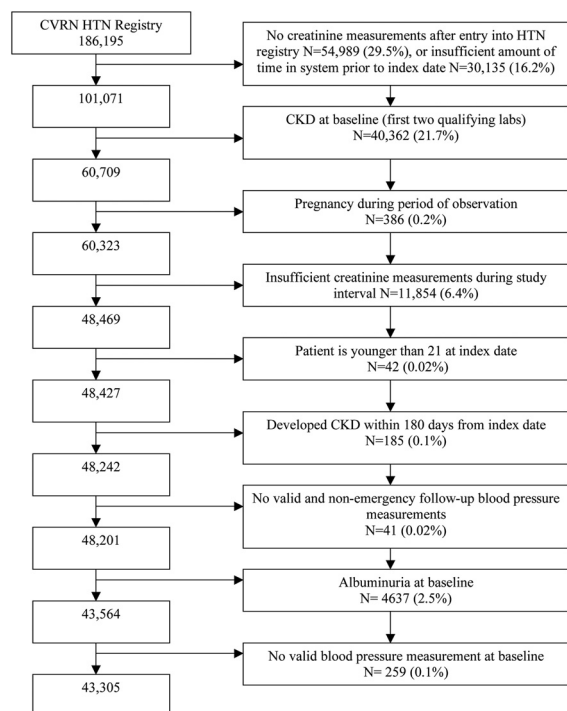 CVRN HTN Registry
186,195
No creatinine measurements after entry into HTN
registry N=54,989 (29.5%), or insufficient amount of
time in system prior to index date N=30,135 (16.2%)
101,071
CKD at baseline (first two qualifying labs)
N=40,362 (21.7%)
60,709
Pregnancy during period of observation
N=386 (0.2%)
60,323
Insufficient creatinine measurements during study
interval N=11,854 (6.4%)
48,469
Patient is younger than 21 at index date
N=42 (0.02%)
48,427
Developed CKD within 180 days from index date
N=185 (0.1%)
48,242
No valid and non-emergency follow-up blood pressure
measurements
N=41 (0.02%)
48,201
Albuminuria at baseline
N= 4637 (2.5%)
43,564
No valid blood pressure measurement at baseline
N= 259 (0.1%)
43,305